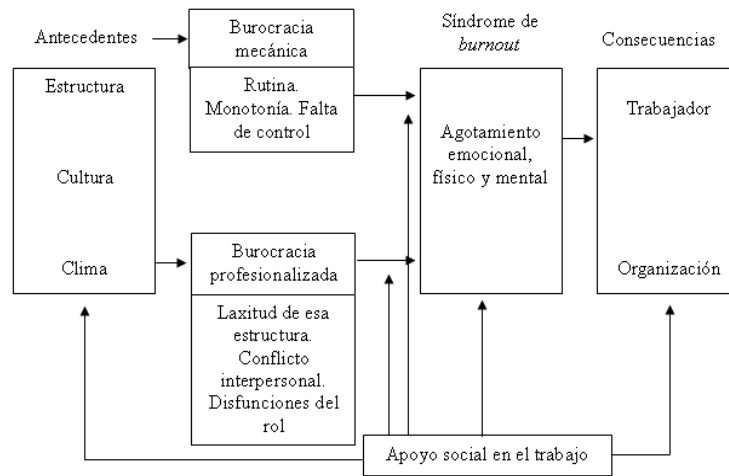 Antecedentes
Burocracia
mecánica
Síndrome de
burnout
Consecuencias
Estructura
Cultura
Clima
Rutina.
Monotonía. Falta
de control
Burocracia
profesionalizada
Laxitud de esa
estructura.
Conflicto
interpersonal.
Disfunciones del
rol
Agotamiento
emocional,
físico y mental
Trabajador
Organización
Apoyo social en el trabajo